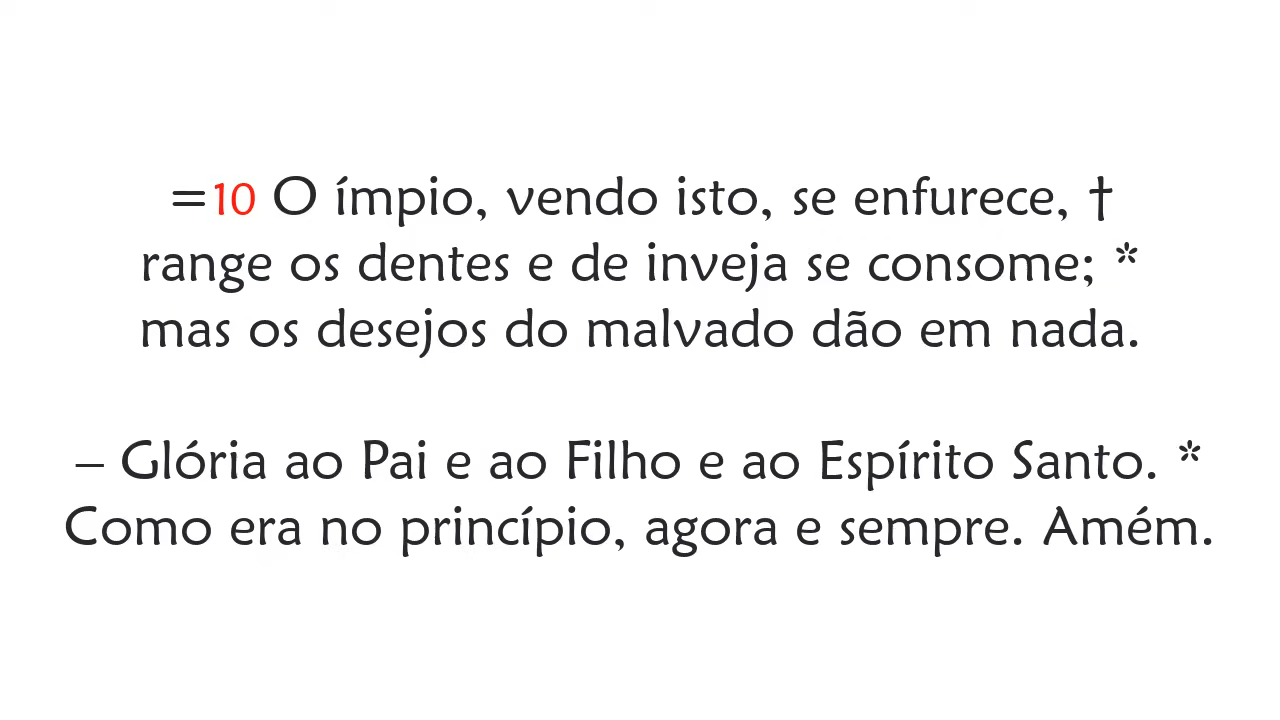 =10 O ímpio, vendo isto, se enfurece, †
range os dentes e de inveja se consome; *
mas os desejos do malvado dão em nada.
– Glória ao Pai e ao Filho e ao Espírito Santo. *
Como era no princípio, agora e sempre. Amém.